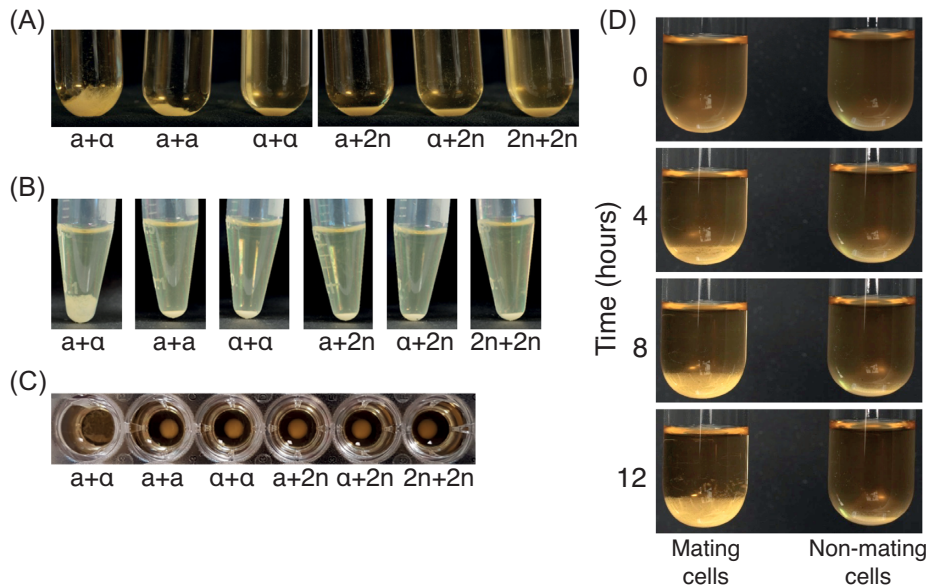 (A)
a+α a+a α+α a+2n α+2n 2n+2n
(B)
a+α a+a α+α a+2n α+2n 2n+2n
(C)
a+α a+a α+α a+2n α+2n 2n+2n
(D)
Time (hours)
0
4
8
12
Mating cells
Non-mating cells